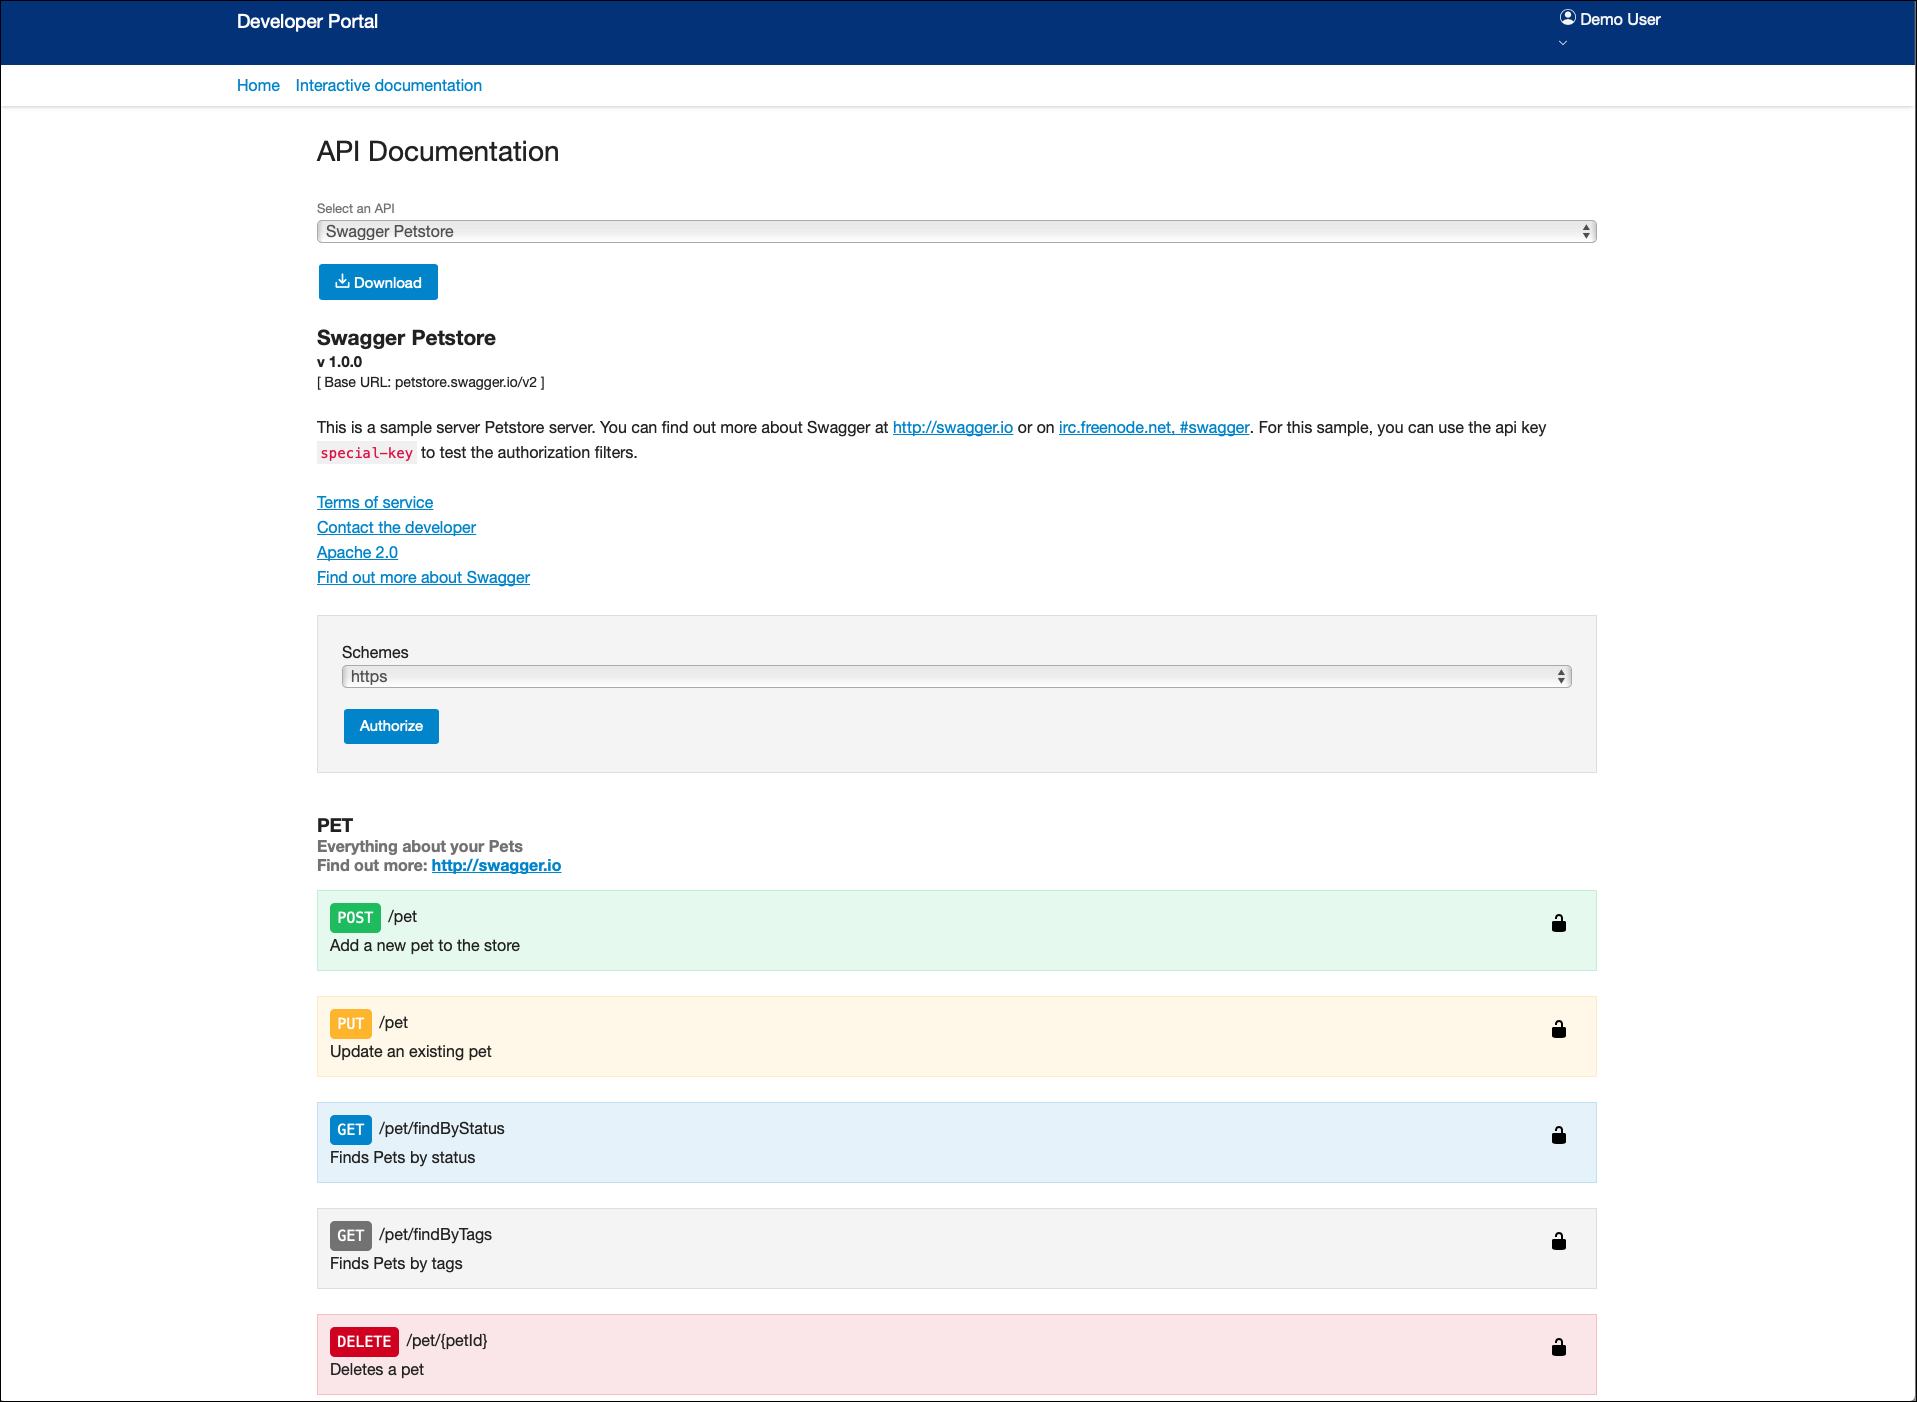 Developer Portal
Demo User
Home Interactive documentation
API Documentation
Select an API
Swagger Petstore
Download
Swagger Petstore
v 1.0.0
[ Base URL: petstore.swagger.io/v2 ]
This is a sample server Petstore server. You can find out more about Swagger at http://swagger.io or on irc.freenode.net, #swagger. For this sample, you can use the api key
special-key to test the authorization filters.
Terms of service
Contact the developer
Apache 2.0
Find out more about Swagger
Schemes
https
Authorize
PET
Everything about your Pets
Find out more: http://swagger.io
POST /pet
Add a new pet to the store
PUT /pet
Update an existing pet
GET /pet/findByStatus
Finds Pets by status
GET /pet/findByTags
Finds Pets by tags
DELETE /pet/{petId}
Deletes a pet